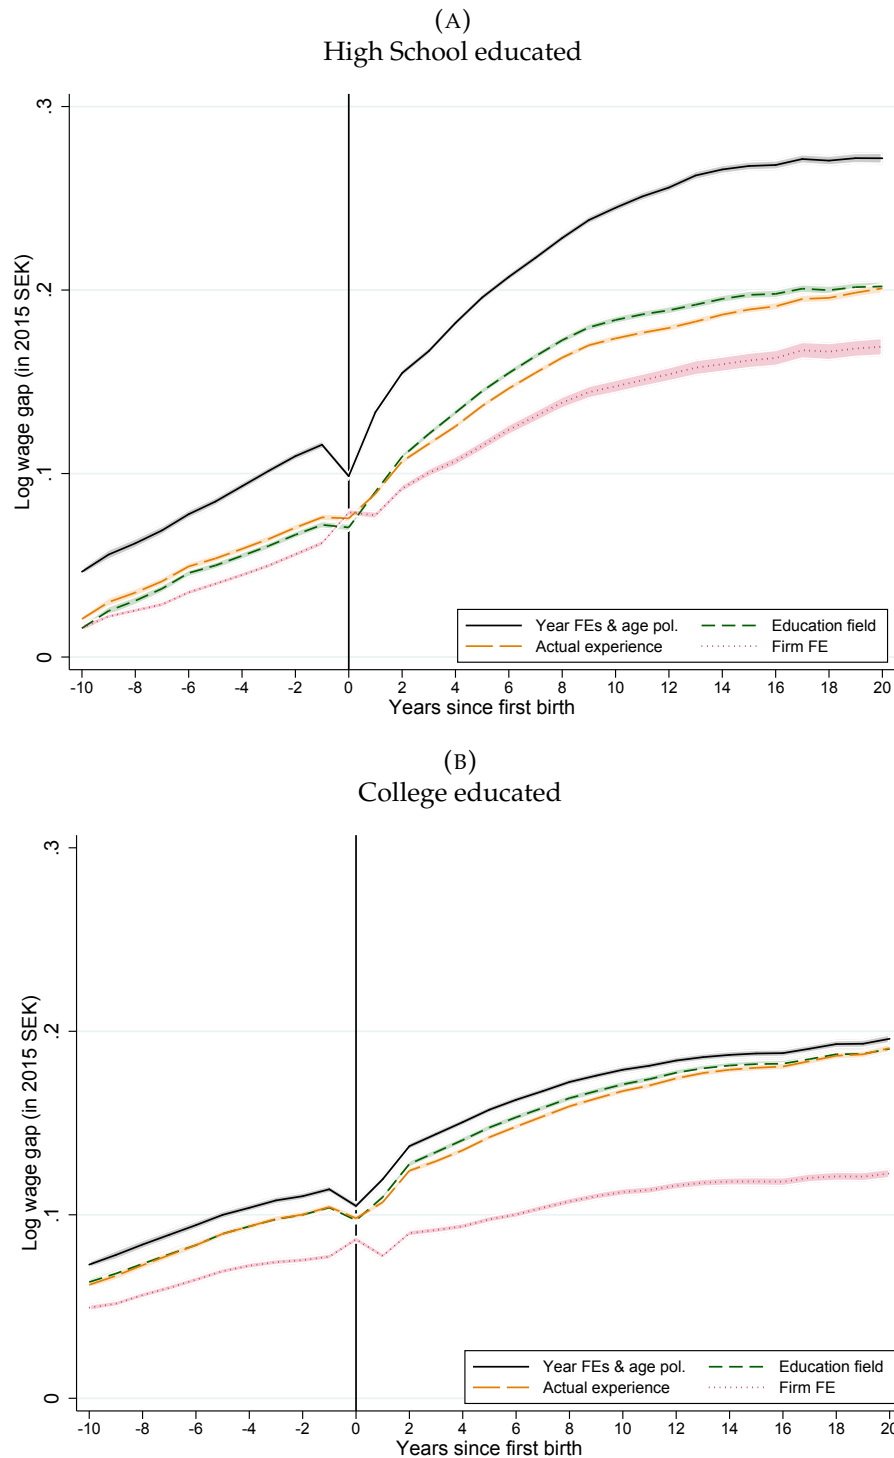 (A)
High School educated
Log wage gap (in 2015 SEK)
.3
.2
.1
0
Year FEs & age pol. Education field
Actual experience Firm FE
-10 -8 -6 -4 -2 0 2 4 6 8 10 12 14 16 18 20
Years since first birth
(B)
College educated
Log wage gap (in 2015 SEK)
.3
.2
.1
0
Year FEs & age pol. Education field
Actual experience Firm FE
-10 -8 -6 -4 -2 0 2 4 6 8 10 12 14 16 18 20
Years since first birth